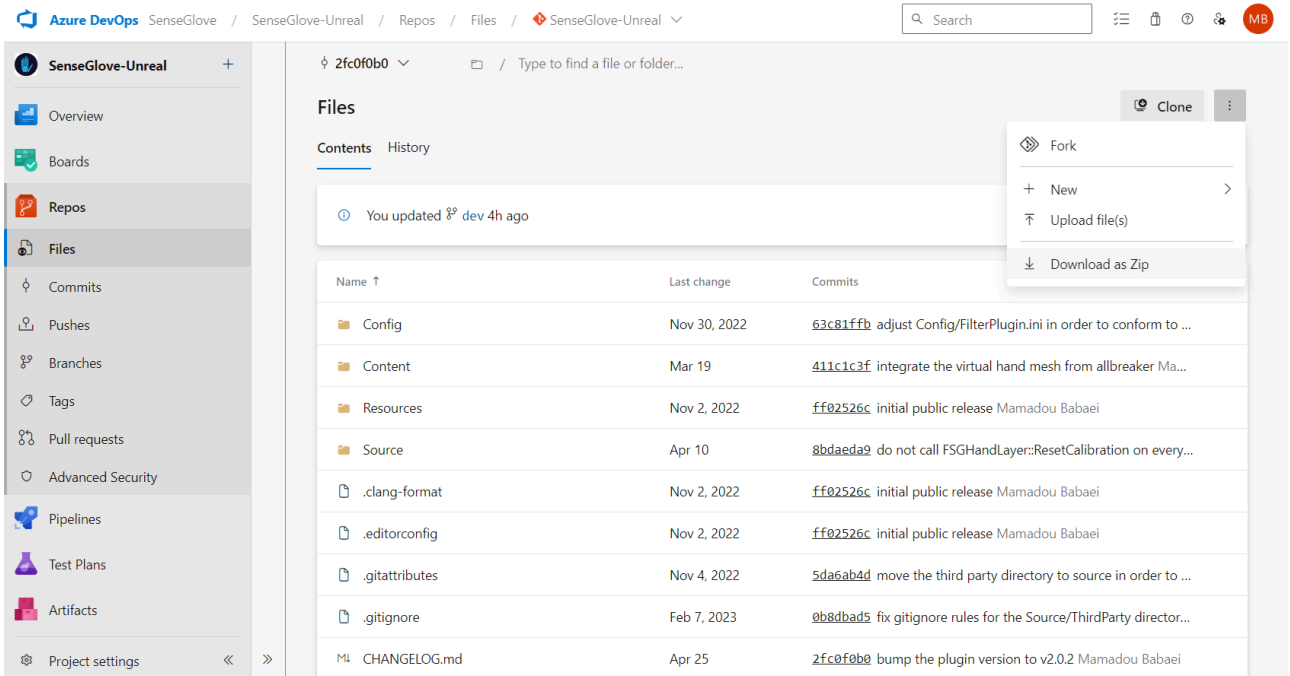 Azure DevOps SenseGlove / SenseGlove-Unreal / Repos / Files / SenseGlove-Unreal Search MB
SenseGlove-Unreal +
Overview
Boards
Repos
Files
Commits
Pushes
Branches
Tags
Pull requests
Advanced Security
Pipelines
Test Plans
Artifacts
Project settings
2fc0f0b0 / Type to find a file or folder...
Files
Clone
Contents History
Fork
New
Upload file(s)
Download as Zip
You updated dev 4h ago
Name ↑ Last change Commits
Config Nov 30, 2022 63c81ffb adjust Config/FilterPlugin.ini in order to conform to ...
Content Mar 19 411c1c3f integrate the virtual hand mesh from allbreaker Ma...
Resources Nov 2, 2022 ff02526c initial public release Mamadou Babaei
Source Apr 10 8bdaeda9 do not call FSGHandLayer::ResetCalibration on every...
.clang-format Nov 2, 2022 ff02526c initial public release Mamadou Babaei
.editorconfig Nov 2, 2022 ff02526c initial public release Mamadou Babaei
.gitattributes Nov 4, 2022 5da6ab4d move the third party directory to source in order to ...
.gitignore Feb 7, 2023 0b8dbad5 fix gitignore rules for the Source/ThirdParty director...
M↓ CHANGELOG.md Apr 25 2fc0f0b0 bump the plugin version to v2.0.2 Mamadou Babaei